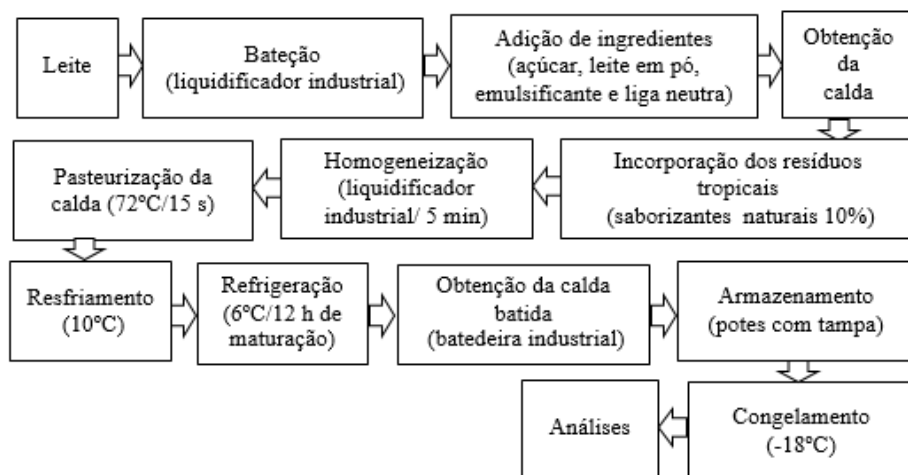 Leite
Bateção
(liquidificador industrial)
Adição de ingredientes
(açúcar, leite em pó,
emulsificante e liga neutra)
Obtenção
da
calda
Incorporação dos resíduos
tropicais
(saborizantes naturais 10%)
Homogeneização
(liquidificador
industrial/ 5 min)
Pasteurização da
calda (72ºC/15 s)
Resfriamento
(10ºC)
Refrigeração
(6ºC/12 h de
maturação)
Obtenção da calda
batida
(batedeira industrial)
Armazenamento
(potes com tampa)
Congelamento
(-18ºC)
Análises